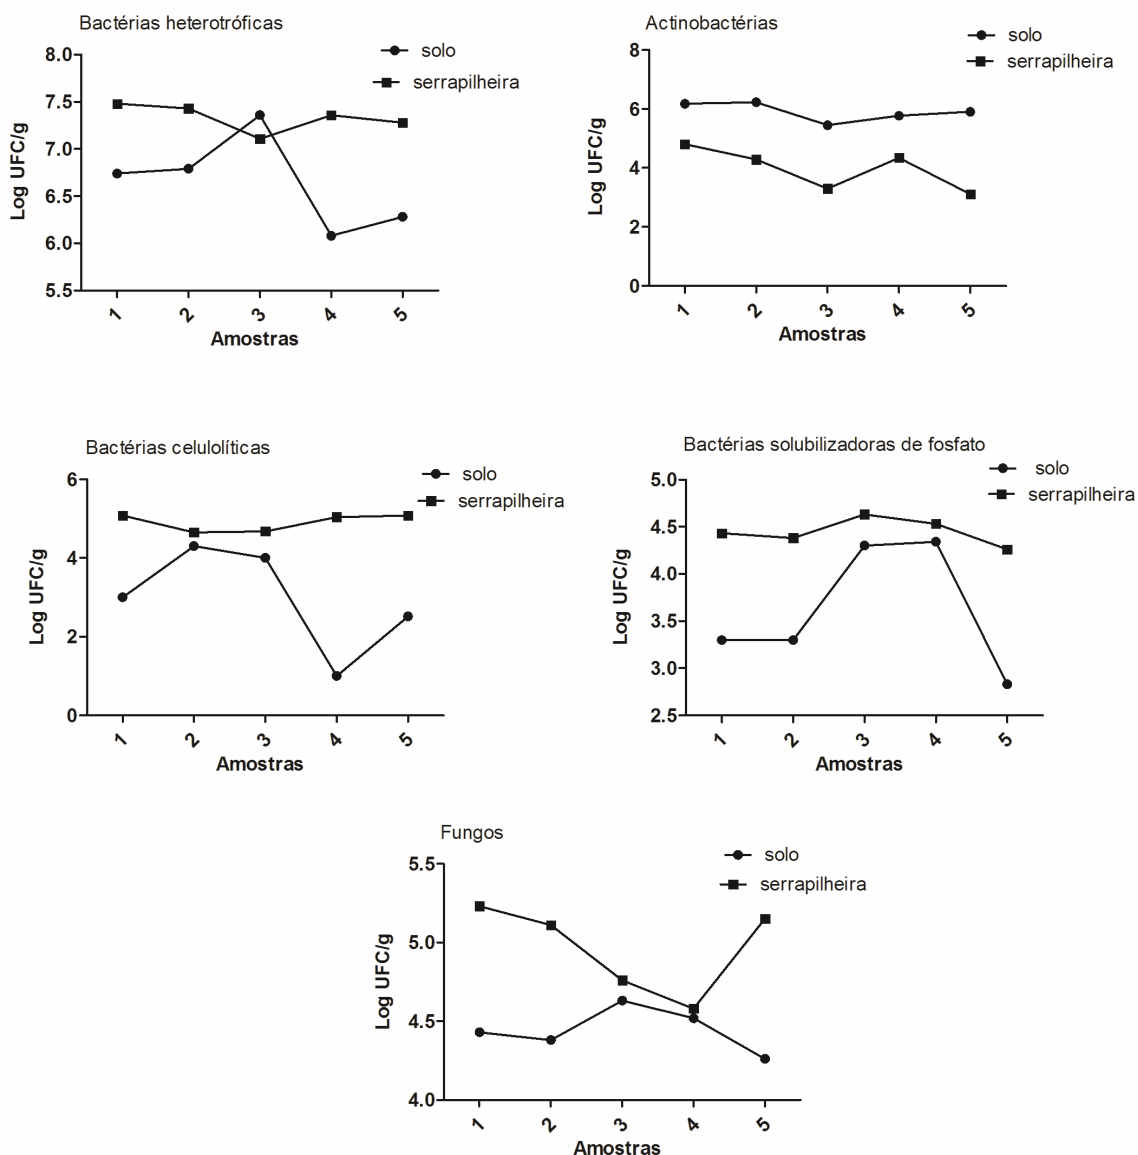 Bactérias heterotróficas
solo
serrapilheira
8.0
7.5
7.0
6.5
6.0
5.5
Log UFC/g
1 2 3 4 5
Amostras
Actinobactérias
solo
serrapilheira
8
6
4
2
0
Log UFC/g
1 2 3 4 5
Amostras
Bactérias celulolíticas
solo
serrapilheira
6
4
2
0
Log UFC/g
1 2 3 4 5
Amostras
Bactérias solubilizadoras de fosfato
solo
serrapilheira
5.0
4.5
4.0
3.5
3.0
2.5
Log UFC/g
1 2 3 4 5
Amostras
Fungos
solo
serrapilheira
5.5
5.0
4.5
4.0
Log UFC/g
1 2 3 4 5
Amostras